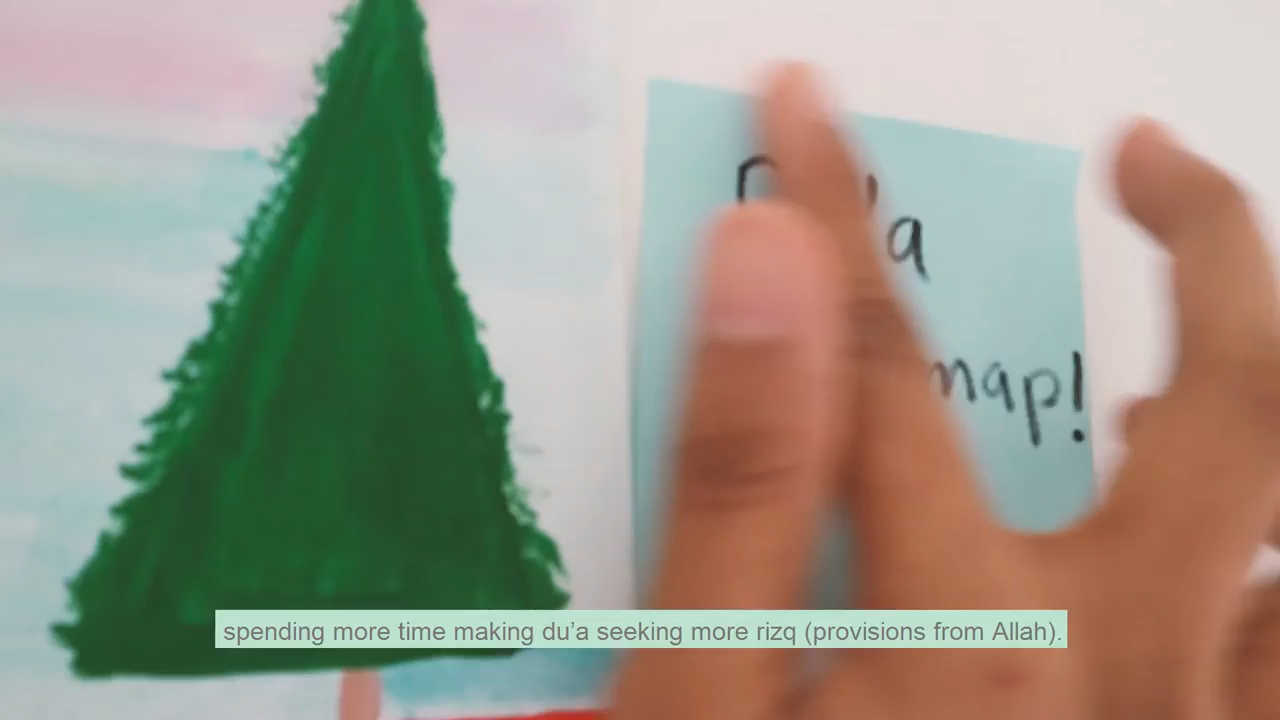 map!
spending more time making du’a seeking more rizq (provisions from Allah).